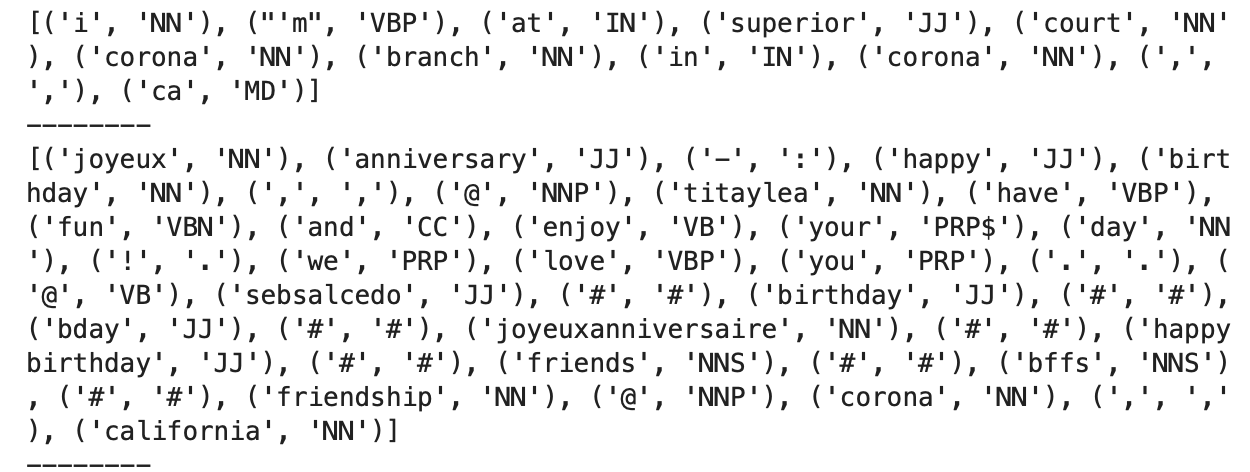 [('i', 'NN'), ("'m", 'VBP'), ('at', 'IN'), ('superior', 'JJ'), ('court', 'NN'
), ('corona', 'NN'), ('branch', 'NN'), ('in', 'IN'), ('corona', 'NN'), (',',
','), ('ca', 'MD')]
--------
[('joyeux', 'NN'), ('anniversary', 'JJ'), ('-', ':'), ('happy', 'JJ'), ('birt
hday', 'NN'), (',', ','), ('@', 'NNP'), ('titaylea', 'NN'), ('have', 'VBP'),
('fun', 'VBN'), ('and', 'CC'), ('enjoy', 'VB'), ('your', 'PRP$'), ('day', 'NN
'), ('!', '.'), ('we', 'PRP'), ('love', 'VBP'), ('you', 'PRP'), ('.', '.'), (
'@', 'VB'), ('sebsalcedo', 'JJ'), ('#', '#'), ('birthday', 'JJ'), ('#', '#'),
('bday', 'JJ'), ('#', '#'), ('joyeuxanniversaire', 'NN'), ('#', '#'), ('happy
birthday', 'JJ'), ('#', '#'), ('friends', 'NNS'), ('#', '#'), ('bffs', 'NNS')
, ('#', '#'), ('friendship', 'NN'), ('@', 'NNP'), ('corona', 'NN'), (',', ','
), ('california', 'NN')]
--------